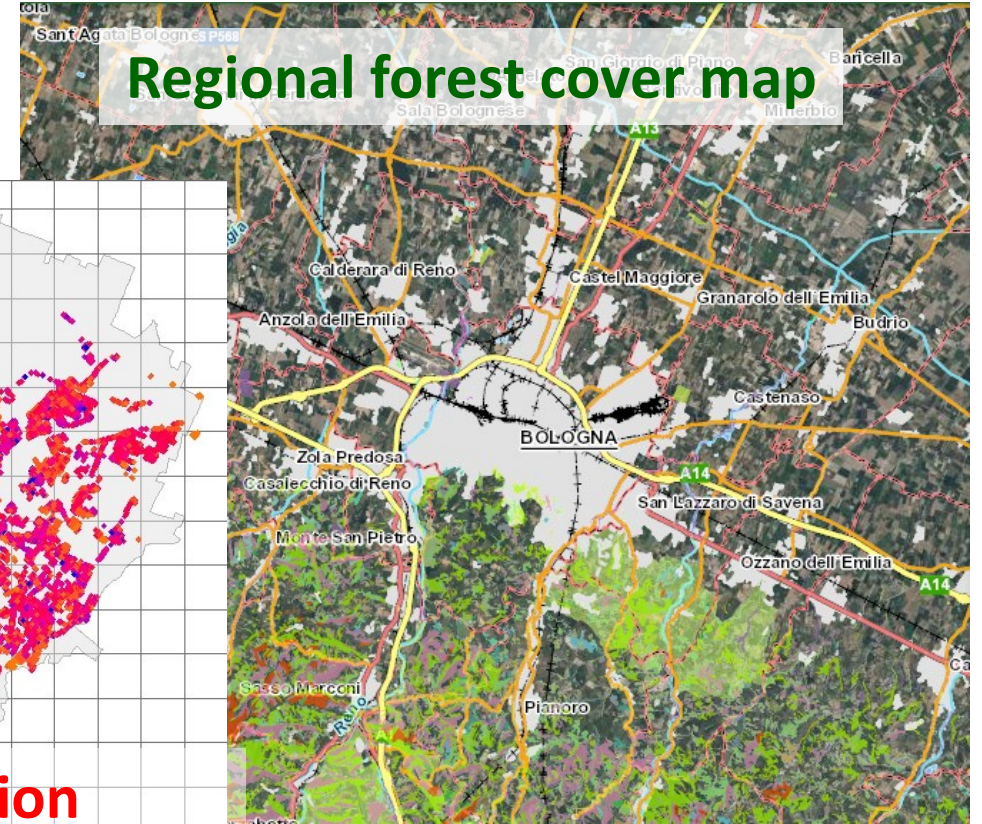 Sant Agata Bolognes
S P568
Baricella
Regional forest cover map
San Giorgio di Piano
Sala Bolognese
Minerbio
A13
Calderara di Reno
Castel Maggiore
Granarolo dell'Emilia
Anzola dell'Emilia
Budrio
Castenaso
BOLOGNA
Zola Predosa
A14
Casalecchio di Reno
San Lazzaro di Savena
Monte San Pietro
Ozzano dell'Emilia
A14
Sasso Marconi
Reno
Pianoro
ion